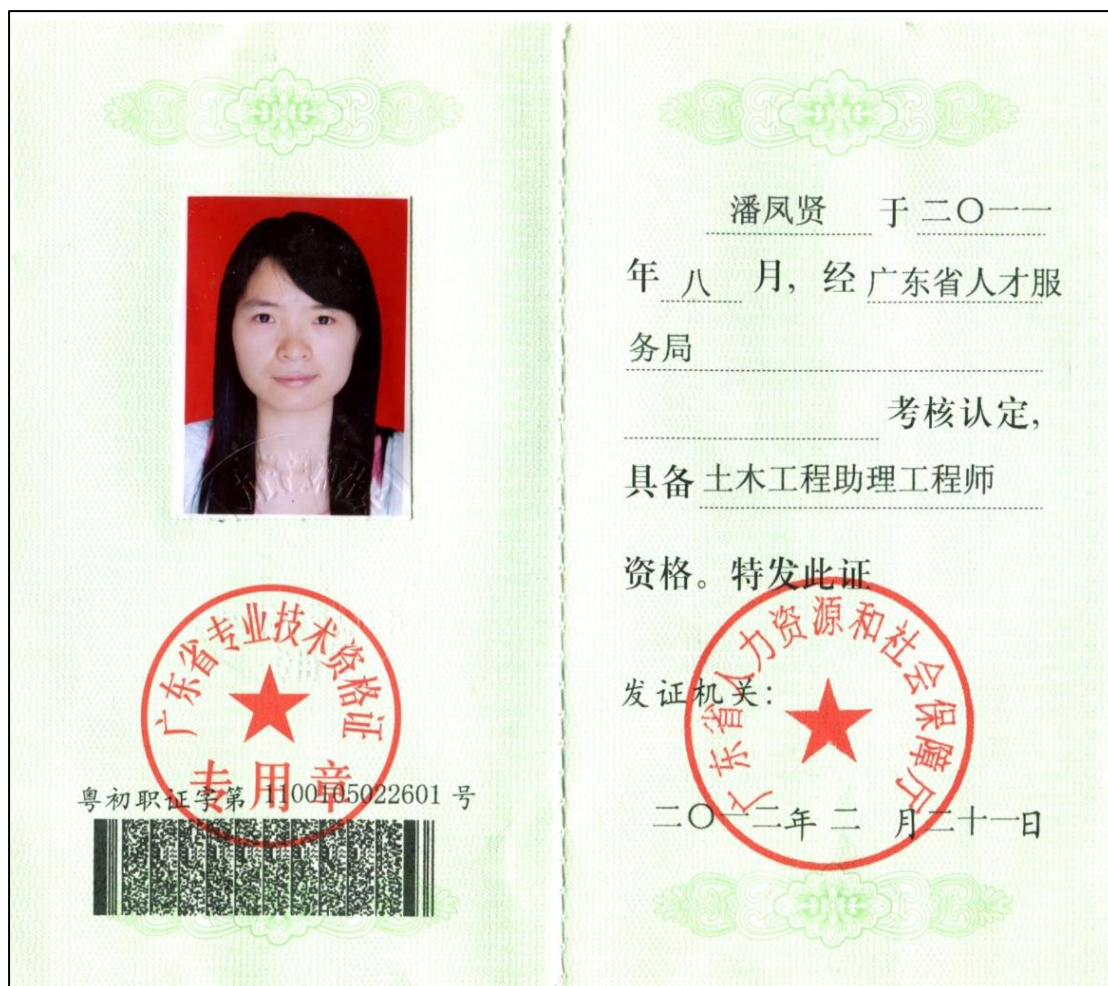 广东省专业技术资格证
专用章
粤初职证字第 1100105022601 号
潘凤贤 于 二〇一一
年 八 月, 经 广东省人才服
务局
考核认定,
具备 土木工程助理工程师
资格。特发此证
发证机关:
广东省人力资源和社会保障厅
二〇一二年 二 月二十一日